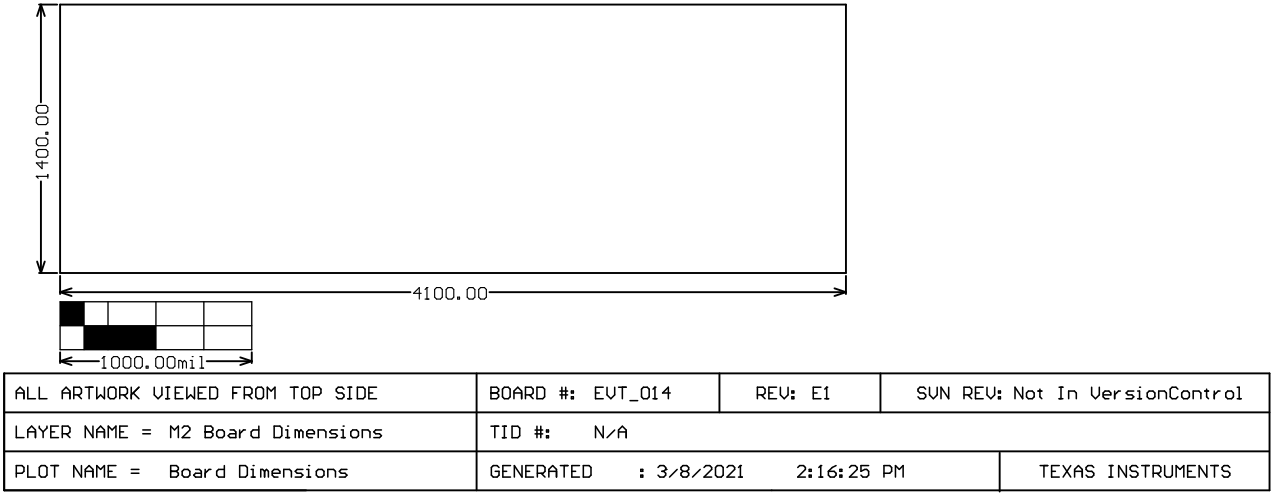 1400.00
4100.00
1000.00mil
ALL ARTWORK VIEWED FROM TOP SIDE
BOARD #: EVT_014
REV: E1
SVN REV: Not In VersionControl
LAYER NAME = M2 Board Dimensions
TID #: N/A
PLOT NAME = Board Dimensions
GENERATED : 3/8/2021 2:16:25 PM
TEXAS INSTRUMENTS